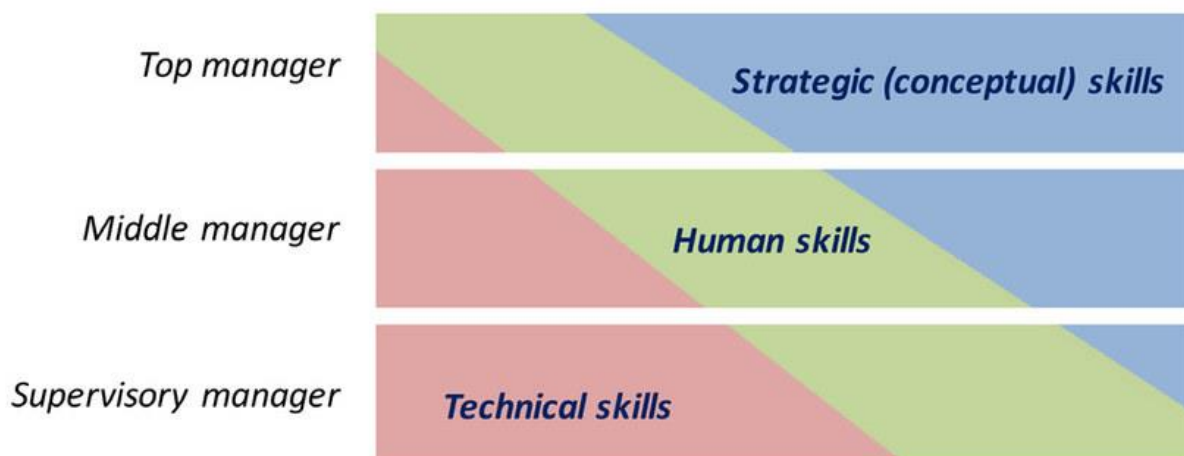 Top manager
Strategic (conceptual) skills
Middle manager
Human skills
Supervisory manager
Technical skills